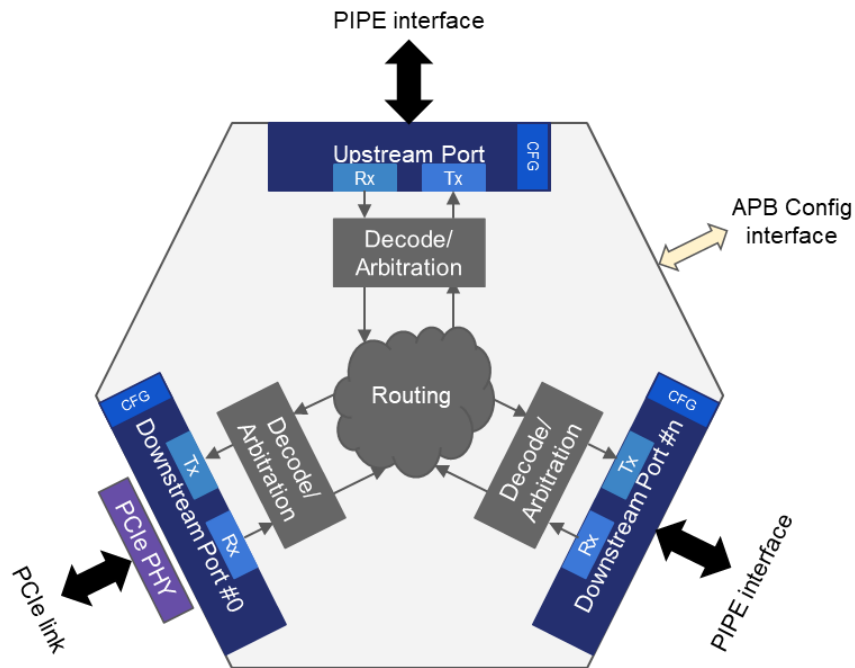 PIPE interface
Upstream Port
CFG
Rx
Tx
Decode/
Arbitration
APB Config
interface
Routing
CFG
Downstream Port #0
Tx
Rx
Decode/
Arbitration
PCIe PHY
PCIe link
CFG
Downstream Port #n
Tx
Rx
Decode/
Arbitration
PIPE interface